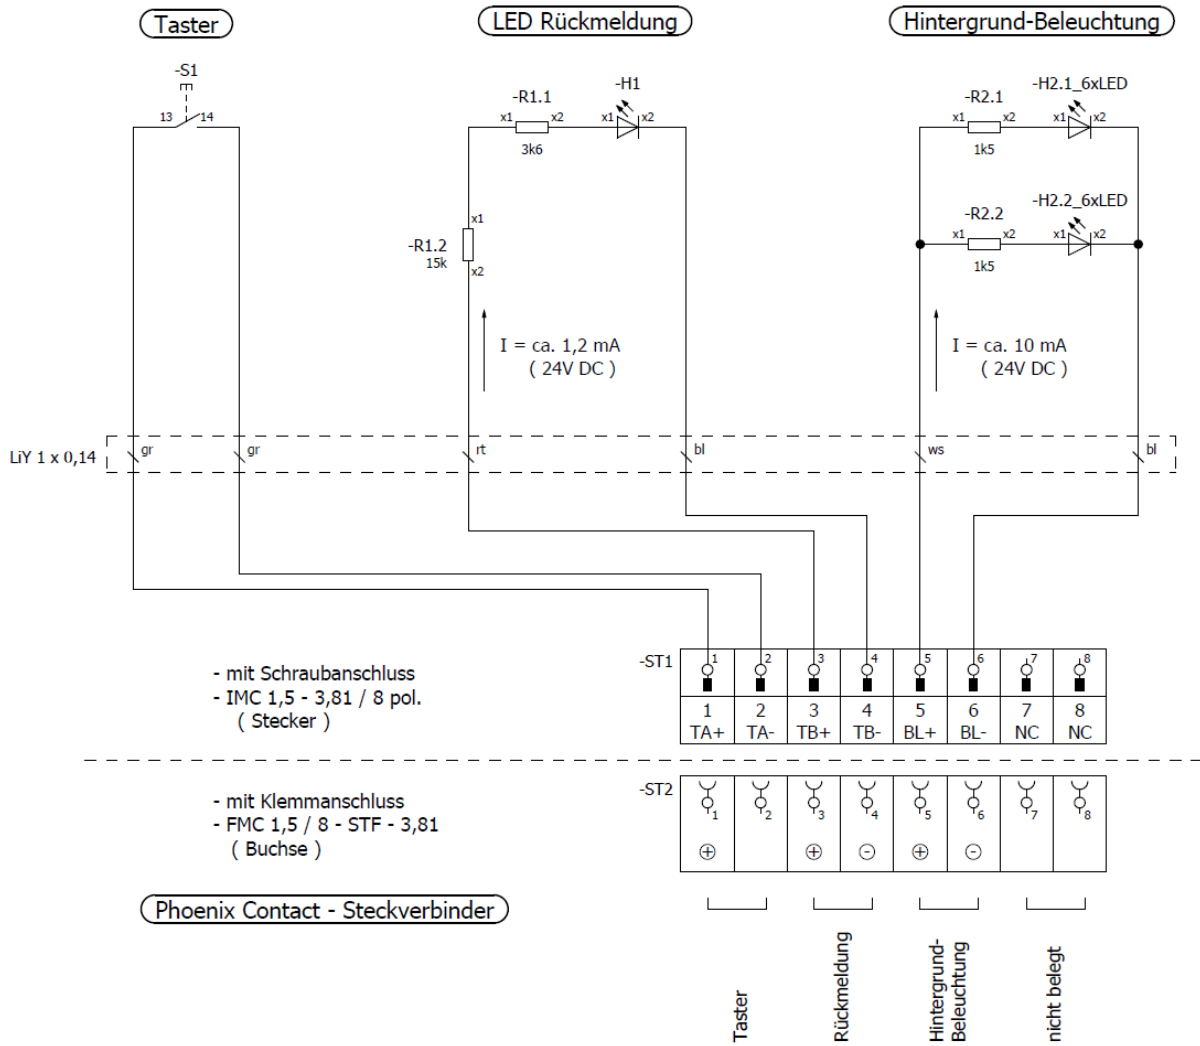 Taster
LED Rückmeldung
Hintergrund-Beleuchtung
-S1
13
14
-R1.1
x1
x2
3k6
-H1
x1
x2
x1
-R1.2
15k
x2
I = ca. 1,2 mA
( 24V DC )
-R2.1
x1
x2
1k5
-H2.1_6xLED
x1
x2
-R2.2
x1
x2
1k5
-H2.2_6xLED
x1
x2
I = ca. 10 mA
( 24V DC )
LiY 1 x 0,14
gr
gr
rt
bl
ws
bl
- mit Schraubanschluss
- IMC 1,5 - 3,81 / 8 pol.
( Stecker )
-ST1
1 2 3 4 5 6 7 8
1 2 3 4 5 6 7 8
TA+ TA- TB+ TB- BL+ BL- NC NC
- mit Klemmanschluss
- FMC 1,5 / 8 - STF - 3,81
( Buchse )
-ST2
1 2 3 4 5 6 7 8
+ + - + -
Phoenix Contact - Steckverbinder
Taster
Rückmeldung
Hintergrund-
Beleuchtung
nicht belegt